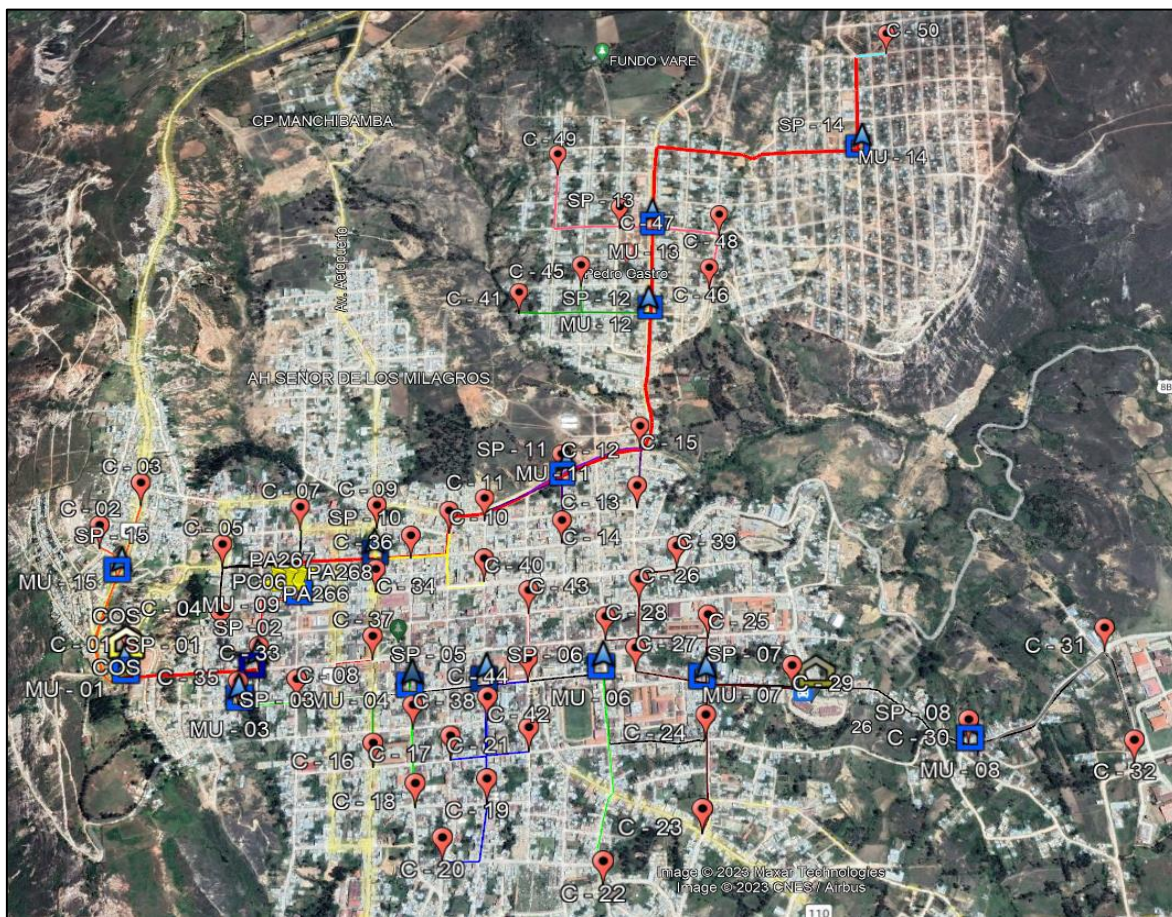 C - 50
FUNDO VARE
CP MANCHIBAMBA
SP - 14
MU - 14
C - 49
SP - 13
C - 47
C - 48
MU - 13
Av. Aeropuerto
C - 45
Pedro Castro
C - 41
SP - 12
C - 46
MU - 12
AH SEÑOR DE LOS MILAGROS
8B
C - 15
SP - 11
C - 12
MU - 11
C - 03
C - 11
C - 13
C - 07
C - 09
C - 10
C - 02
SP - 10
C - 14
SP - 15
C - 05
C - 36
C - 39
PA267
C - 40
MU - 15
PC06
PA268
C - 34
C - 26
PA266
C - 43
MU - 09
COS
C - 04
C - 28
C - 37
C - 25
SP - 02
C - 01
SP - 01
C - 27
C - 31
C - 33
COS
SP - 05
SP - 06
SP - 07
C - 35
C - 08
C - 44
C - 29
MU - 01
SP - 03
MU - 04
C - 38
MU - 06
MU - 07
MU - 03
C - 42
SP - 08
C - 21
C - 24
26
C - 30
C - 16
C - 17
MU - 08
C - 32
C - 18
C - 19
C - 23
C - 20
C - 22
Image © 2023 Maxar Technologies
Image © 2023 CNES / Airbus
110